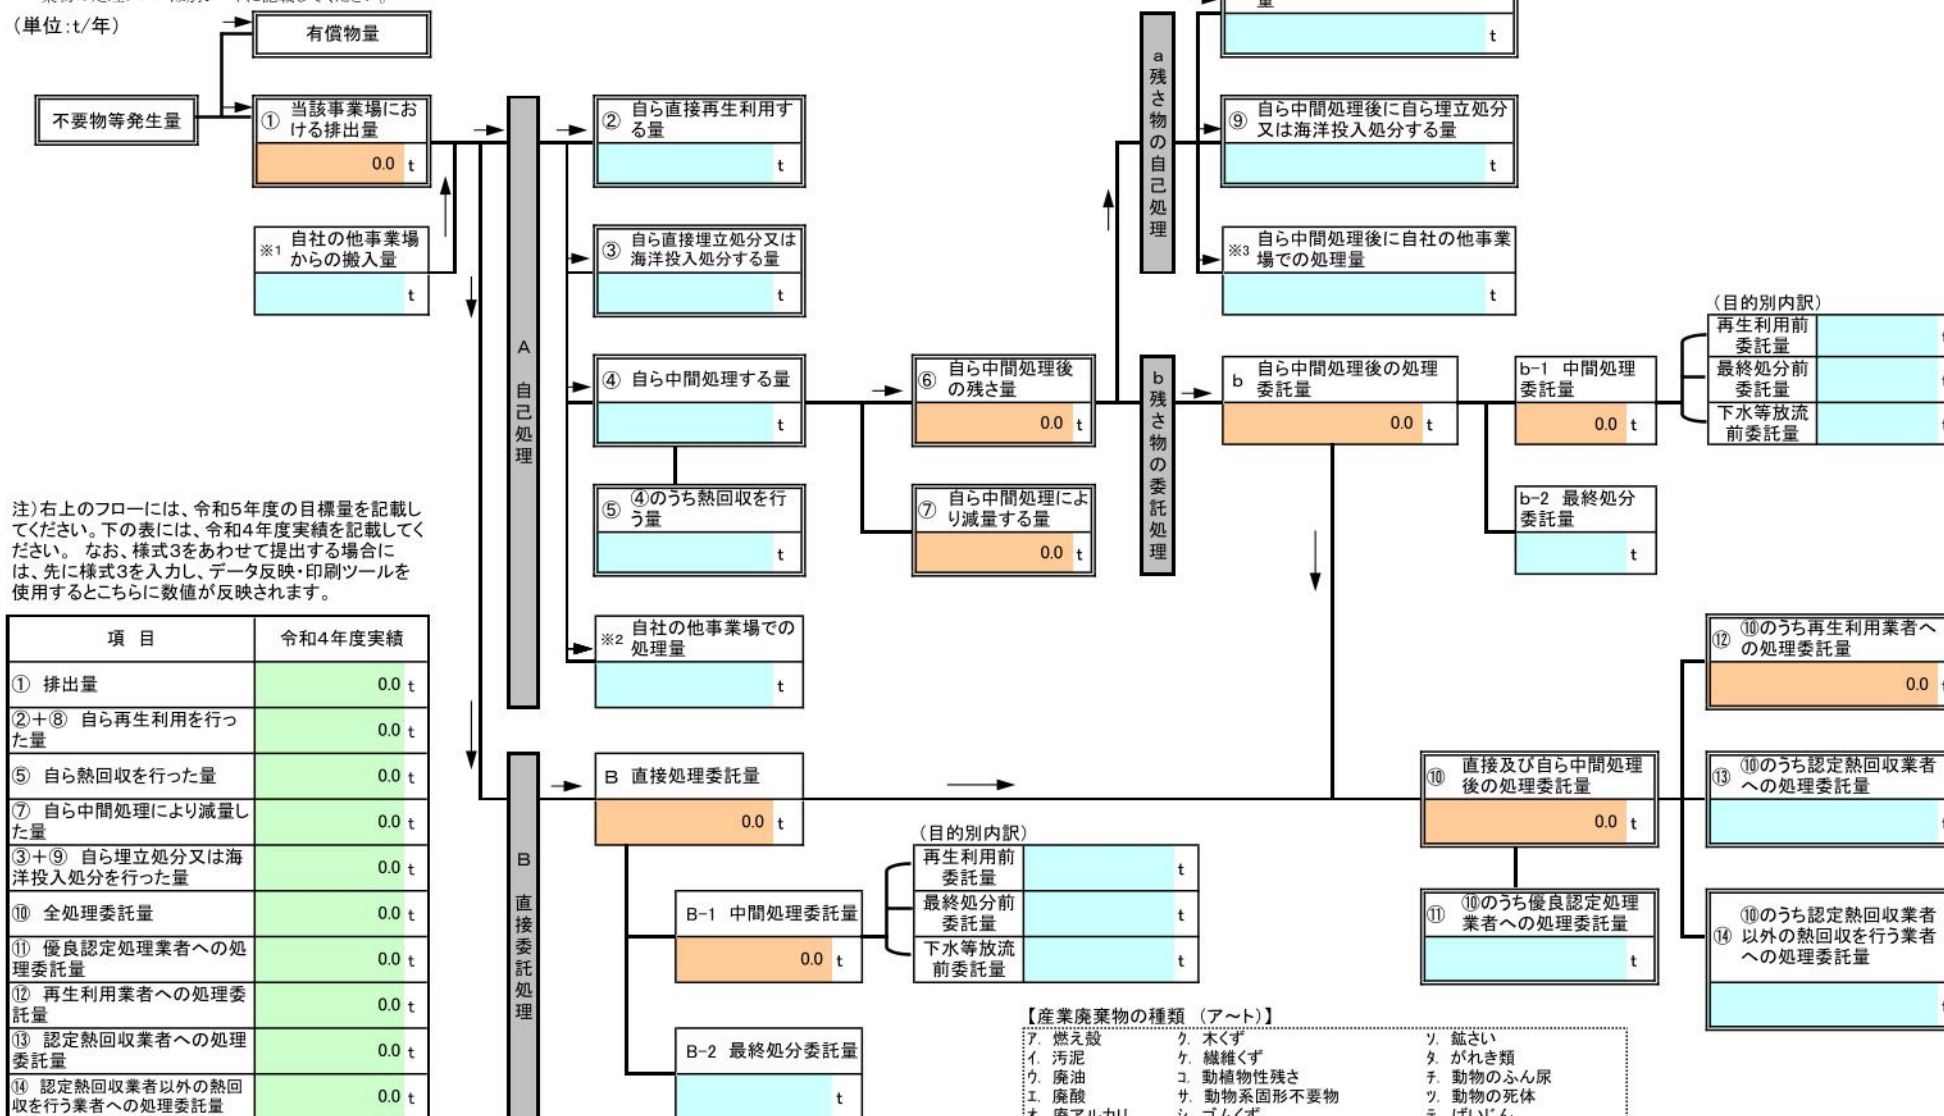 (単位:t/年)
有償物量
不要物等発生量
① 当該事業場にお
ける排出量
0.0 t
※1 自社の他事業場
からの搬入量
t
A 自己処理
② 自ら直接再生利用す
る量
t
③ 自ら直接埋立処分又は
海洋投入処分する量
t
④ 自ら中間処理する量
t
⑤ ④のうち熱回収を行
う量
t
※2 自社の他事業場での
処理量
t
⑥ 自ら中間処理後
の残さ量
0.0 t
⑦ 自ら中間処理によ
り減量する量
0.0 t
a 残さ物の自己処理
量
t
⑨ 自ら中間処理後に自ら埋立処分
又は海洋投入処分する量
t
※3 自ら中間処理後に自社の他事業
場での処理量
t
b 残さ物の委託処理
b 自ら中間処理後の処理
委託量
0.0 t
b-1 中間処理
委託量
0.0 t
b-2 最終処分
委託量
t
(目的別内訳)
再生利用前
委託量
最終処分前
委託量
下水等放流
前委託量
注)右上のフローには、令和5年度の目標量を記載し
てください。下の表には、令和4年度実績を記載してく
ださい。 なお、様式3をあわせて提出する場合に
は、先に様式3を入力し、データ反映・印刷ツールを
使用するとこちらに数値が反映されます。
項 目 令和4年度実績
① 排出量 0.0 t
②+⑧ 自ら再生利用を行っ
た量 0.0 t
⑤ 自ら熱回収を行った量 0.0 t
⑦ 自ら中間処理により減量し
た量 0.0 t
③+⑨ 自ら埋立処分又は海
洋投入処分を行った量 0.0 t
⑩ 全処理委託量 0.0 t
⑪ 優良認定処理業者への処
理委託量 0.0 t
⑫ 再生利用業者への処理委
託量 0.0 t
⑬ 認定熱回収業者への処理
委託量 0.0 t
⑭ 認定熱回収業者以外の熱回
収を行う業者への処理委託量 0.0 t
B 直接委託処理
B 直接処理委託量
0.0 t
B-1 中間処理委託量
0.0 t
B-2 最終処分委託量
t
(目的別内訳)
再生利用前
委託量 t
最終処分前
委託量 t
下水等放流
前委託量 t
⑩ 直接及び自ら中間処理
後の処理委託量
0.0 t
⑪ ⑩のうち優良認定処理
業者への処理委託量
t
⑫ ⑩のうち再生利用業者へ
の処理委託量
0.0
⑬ ⑩のうち認定熱回収業者
への処理委託量
⑭ ⑩のうち認定熱回収業者
以外の熱回収を行う業者
への処理委託量
【産業廃棄物の種類 (ア~ト)】
ア. 燃え殻 ク. 木くず ソ. 鉱さい
イ. 汚泥 ケ. 繊維くず タ. がれき類
ウ. 廃油 コ. 動植物性残さ チ. 動物のふん尿
エ. 廃酸 サ. 動物系固形不要物 ツ. 動物の死体
オ. 廃アルカリ シ. ゴムくず テ. ばいじん